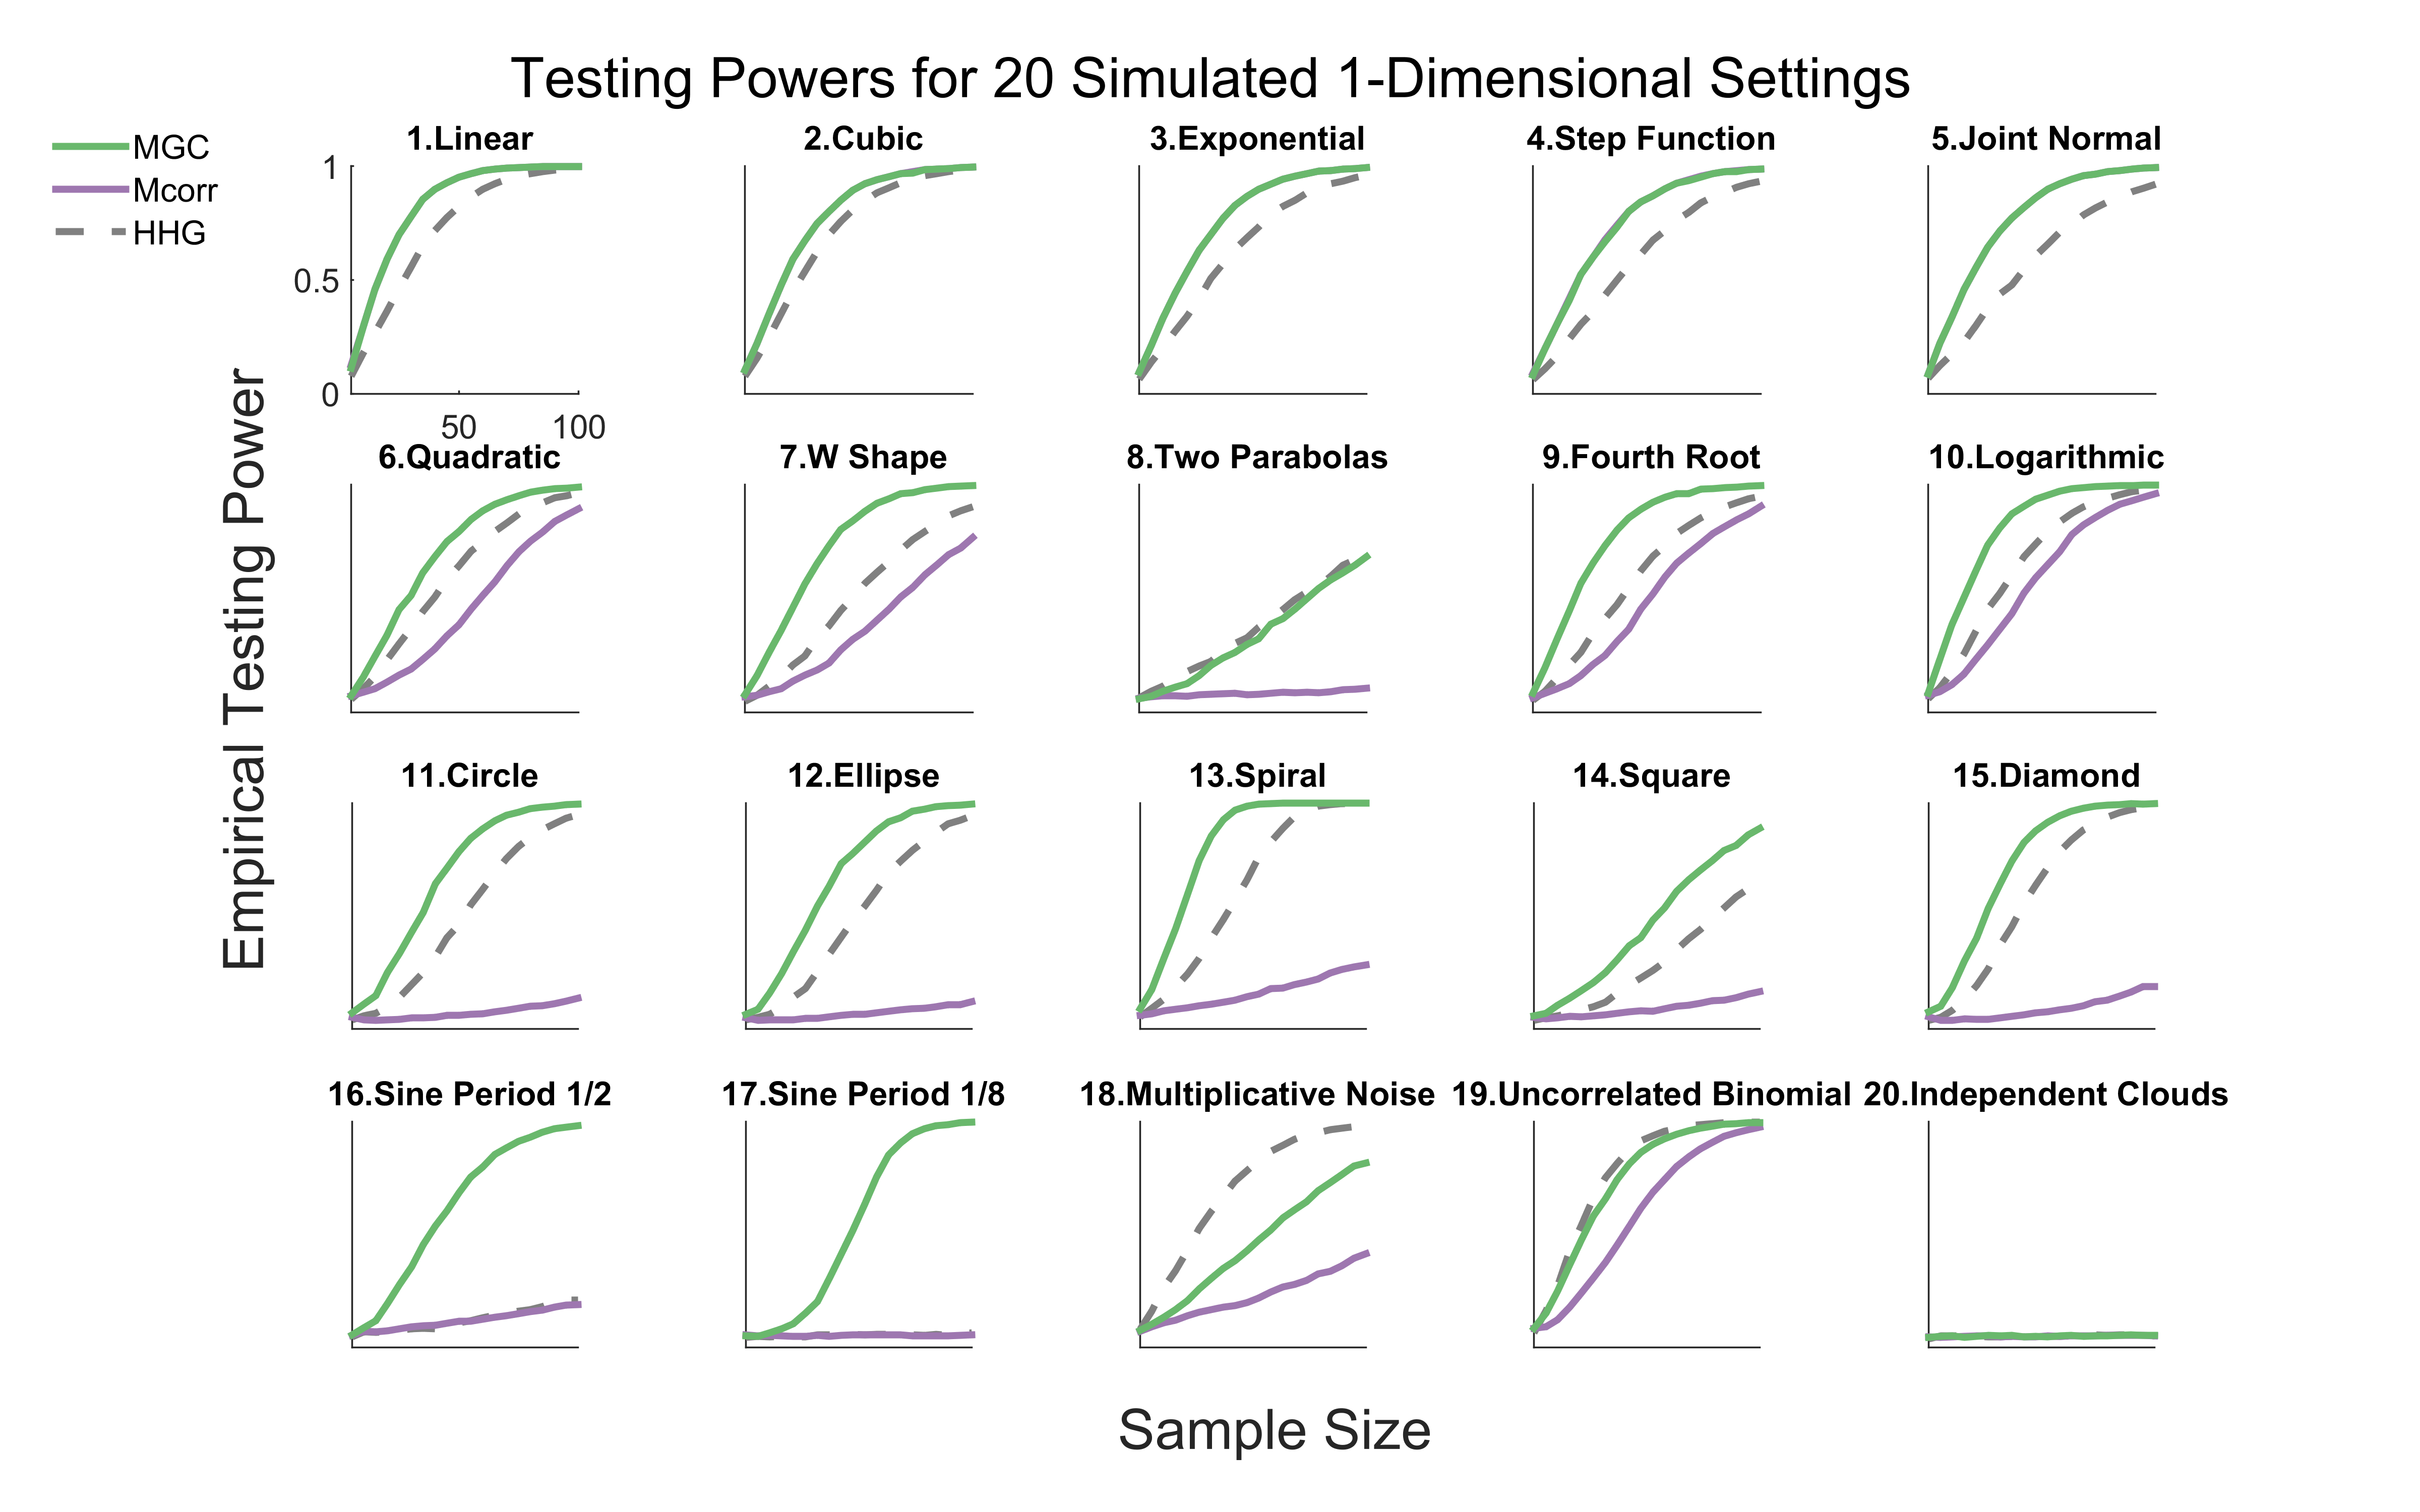 Testing Powers for 20 Simulated 1-Dimensional Settings
MGC
Mcorr
HHG
Empirical Testing Power
1.Linear
2.Cubic
3.Exponential
4.Step Function
5.Joint Normal
1
0.5
0
50
100
6.Quadratic
7.W Shape
8.Two Parabolas
9.Fourth Root
10.Logarithmic
11.Circle
12.Ellipse
13.Spiral
14.Square
15.Diamond
16.Sine Period 1/2
17.Sine Period 1/8
18.Multiplicative Noise
19.Uncorrelated Binomial
20.Independent Clouds
Sample Size